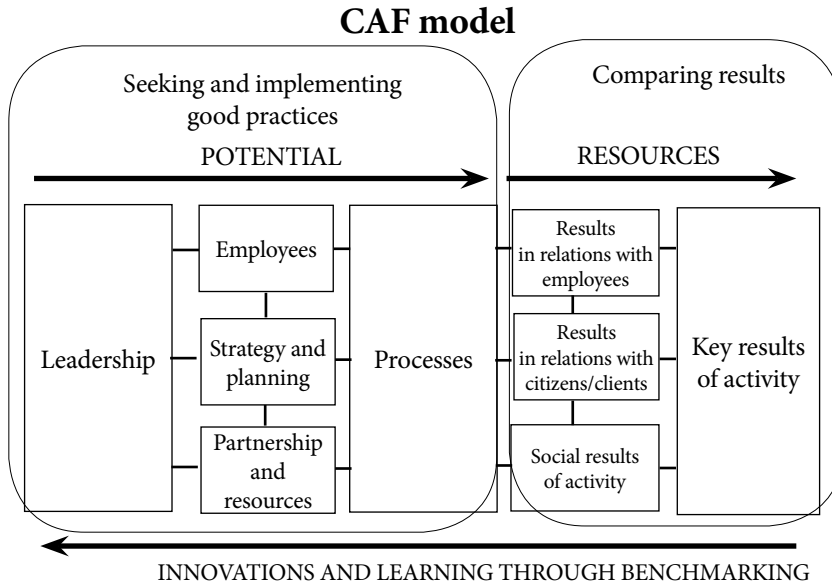 CAF model
Seeking and implementing
good practices
Comparing results
POTENTIAL
RESOURCES
Leadership
Employees
Strategy and
planning
Partnership
and
resources
Processes
Results
in relations with
employees
Results
in relations with
citizens/clients
Social results
of activity
Key results
of activity
INNOVATIONS AND LEARNING THROUGH BENCHMARKING